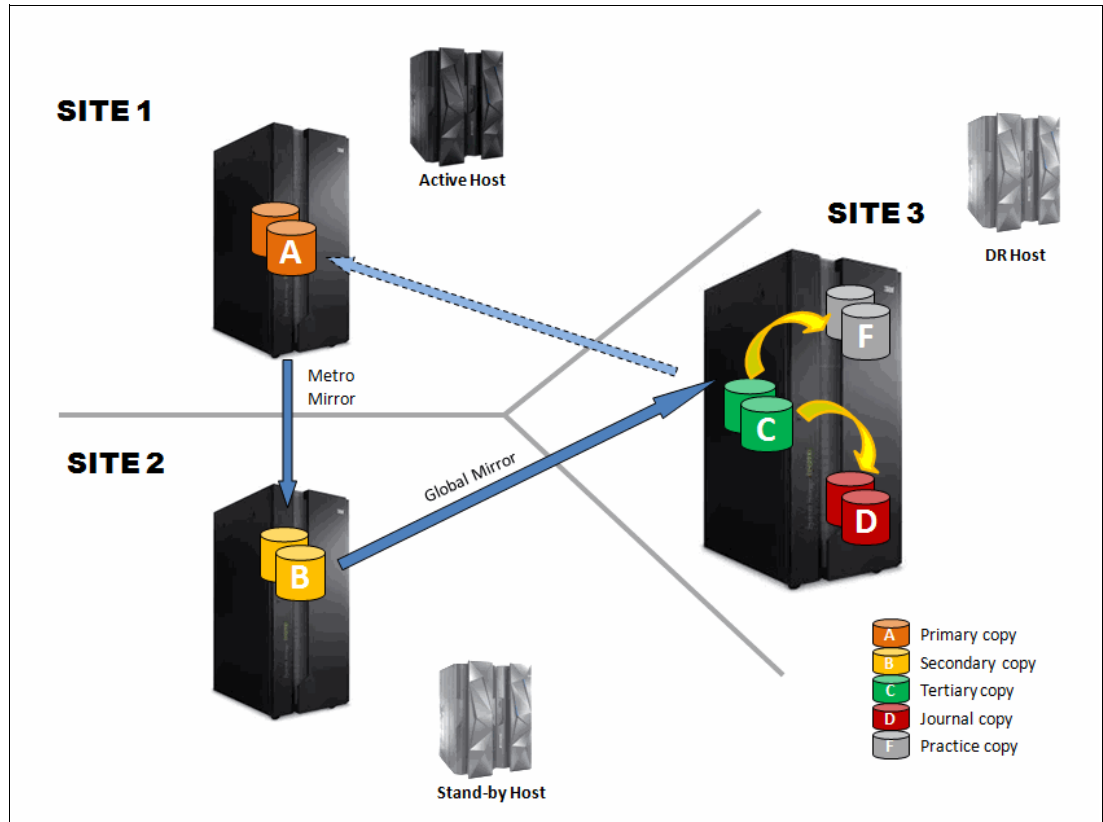 SITE 1
Active Host
SITE 3
DR Host
A
F
Metro
Mirror
C
SITE 2
Global Mirror
D
B
A Primary copy
B Secondary copy
C Tertiary copy
D Journal copy
F Practice copy
Stand-by Host